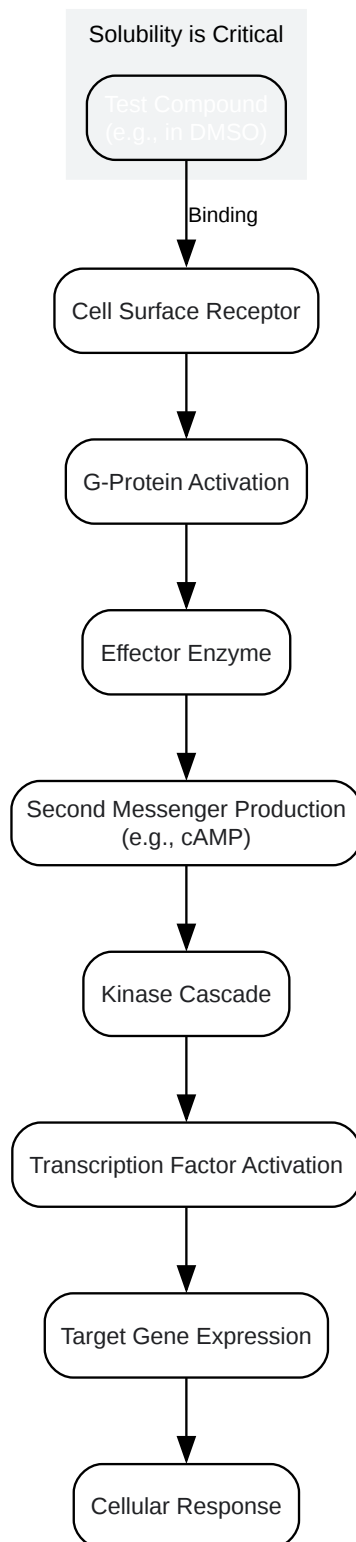 Solubility is Critical
Test Compound
(e.g., in DMSO)
Binding
Cell Surface Receptor
G-Protein Activation
Effector Enzyme
Second Messenger Production
(e.g., cAMP)
Kinase Cascade
Transcription Factor Activation
Target Gene Expression
Cellular Response